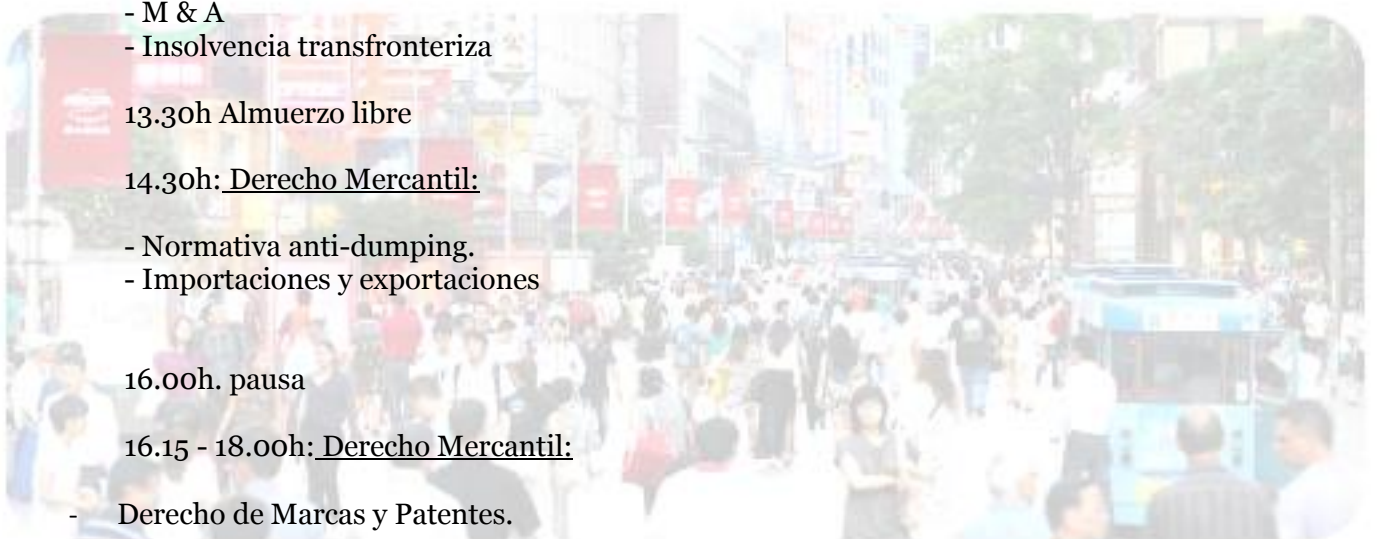 - M & A
- Insolvencia transfronteriza
13.30h Almuerzo libre
14.30h: Derecho Mercantil:
- Normativa anti-dumping.
- Importaciones y exportaciones
16.00h. pausa
16.15 - 18.00h: Derecho Mercantil:
- Derecho de Marcas y Patentes.